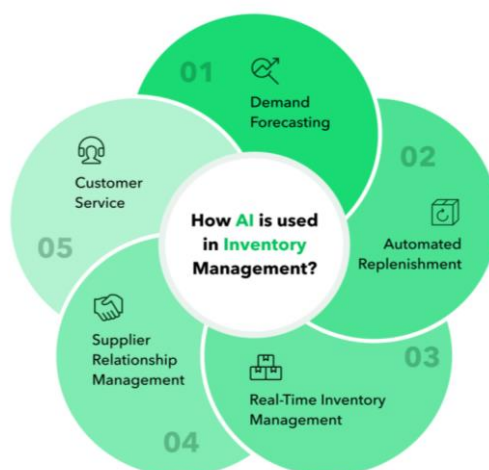 01
Demand
Forecasting
02
Automated
Replenishment
03
Real-Time Inventory
Management
04
Supplier
Relationship
Management
05
Customer
Service
How AI is used
in Inventory
Management?